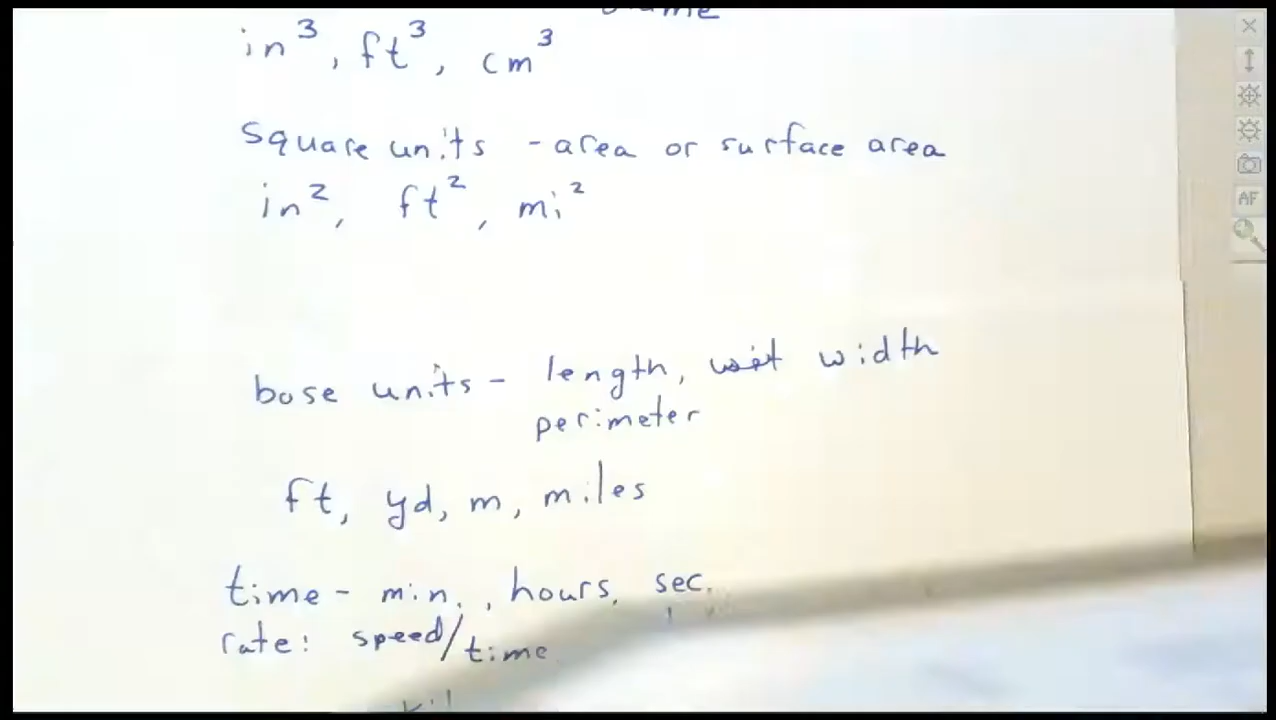 in³, ft³, cm³
square units - area or surface area
in², ft², mi²
base units - length, width
perimeter
ft, yd, m, miles
time - min., hours, sec.
rate: speed/time
AF